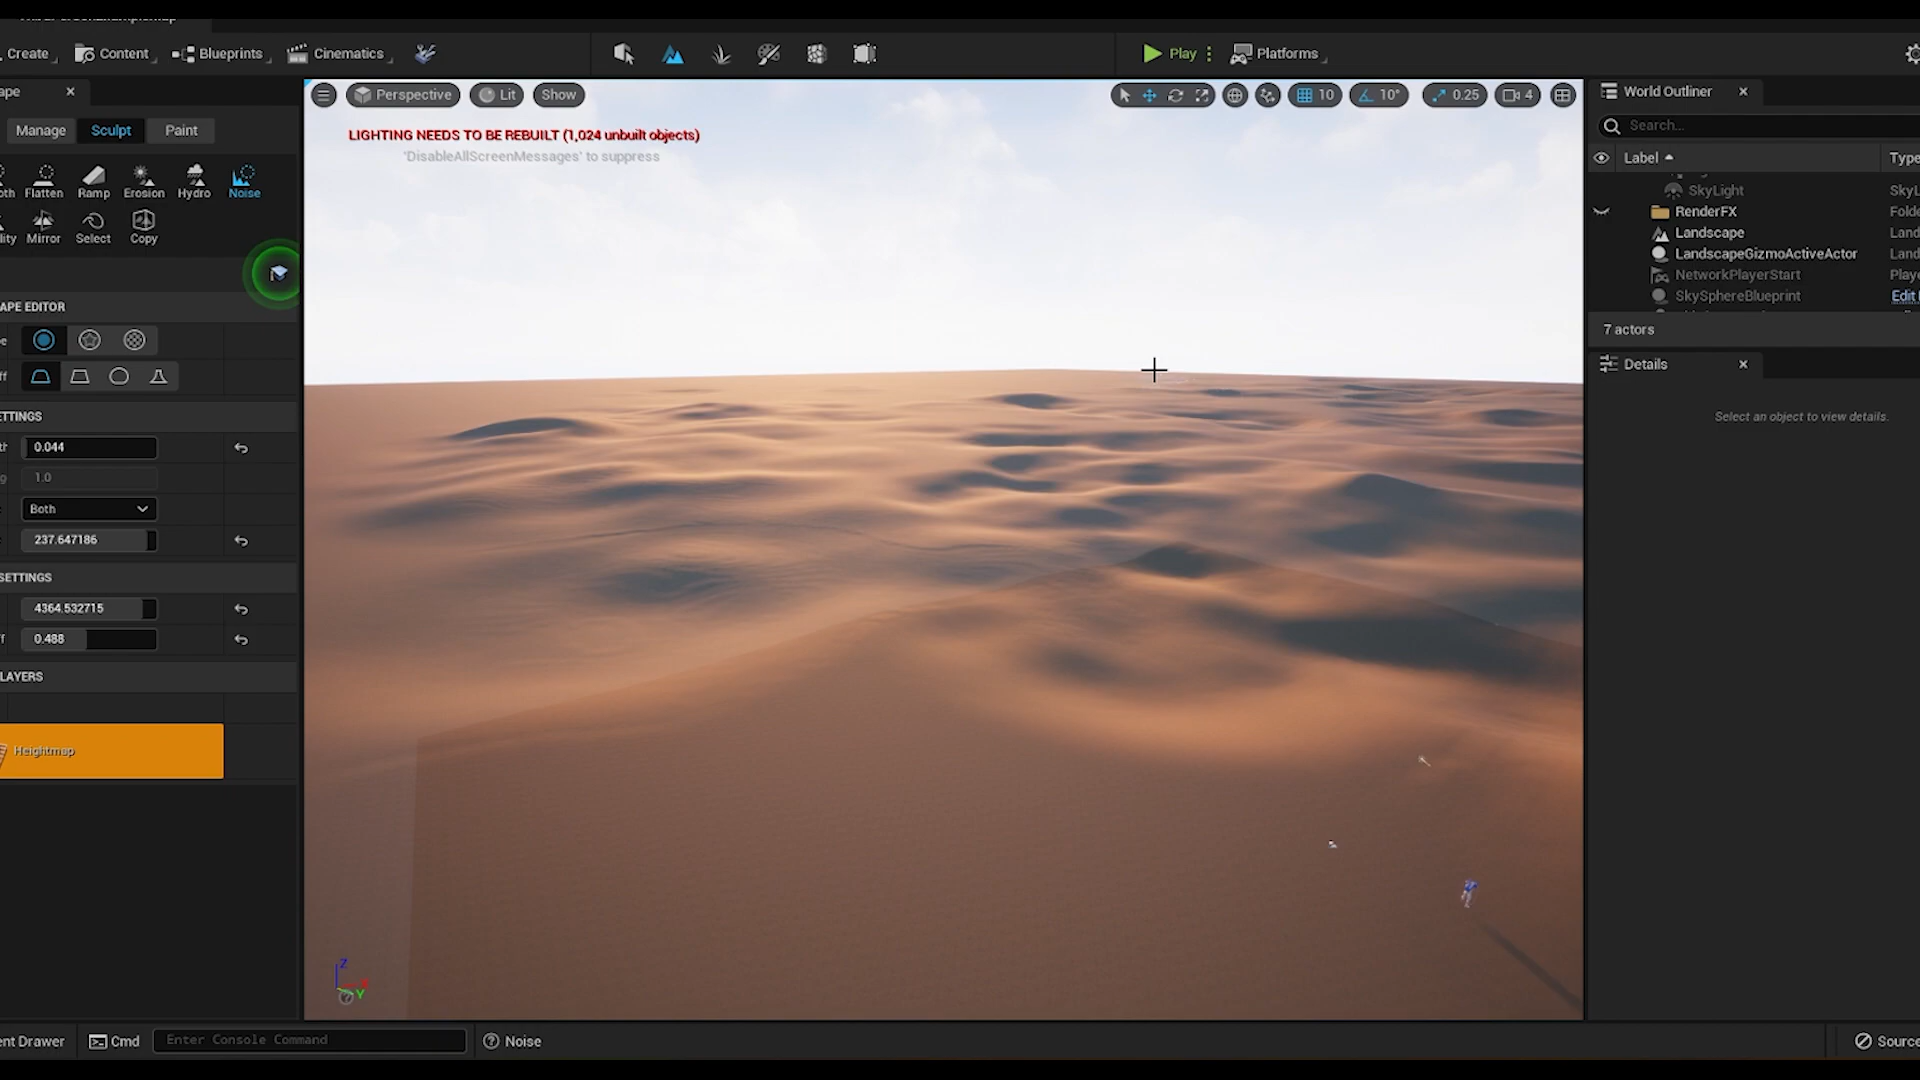 Create
Content
Blueprints
Cinematics
Play
Platforms
ape
Perspective
Lit
Show
10
10°
0.25
4
World Outliner
Manage
Sculpt
Paint
LIGHTING NEEDS TO BE REBUILT (1,024 unbuilt objects)
'DisableAllScreenMessages' to suppress
Search...
Label
Type
oth
Flatten
Ramp
Erosion
Hydro
Noise
SkyLight
SkyL
RenderFX
Folde
Landscape
Land
lity
Mirror
Select
Copy
LandscapeGizmoActiveActor
Land
NetworkPlayerStart
Playe
SkySphereBlueprint
Edit
APE EDITOR
7 actors
e
ff
Details
ETTINGS
Select an object to view details.
th
0.044
g
1.0
Both
237.647186
SETTINGS
4364.532715
f
0.488
LAYERS
Heightmap
Z
Y
ent Drawer
Cmd
Enter Console Command
Noise
Source